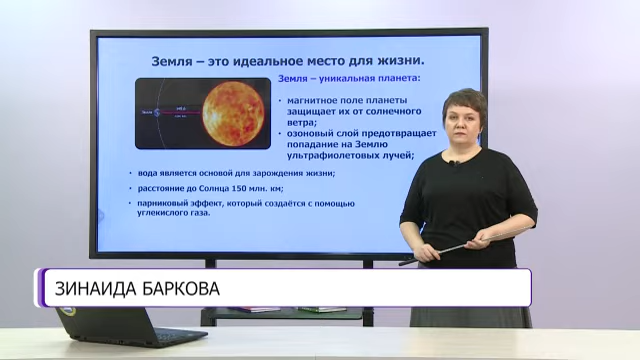 Земля – это идеальное место для жизни.
Земля – уникальная планета:
• магнитное поле планеты
защищает их от солнечного
ветра;
• озоновый слой предотвращает
попадание на Землю
ультрафиолетовых лучей;
• вода является основой для зарождения жизни;
• расстояние до Солнца 150 млн. км;
• парниковый эффект, который создаётся с помощью
углекислого газа.
ЗИНАИДА БАРКОВА